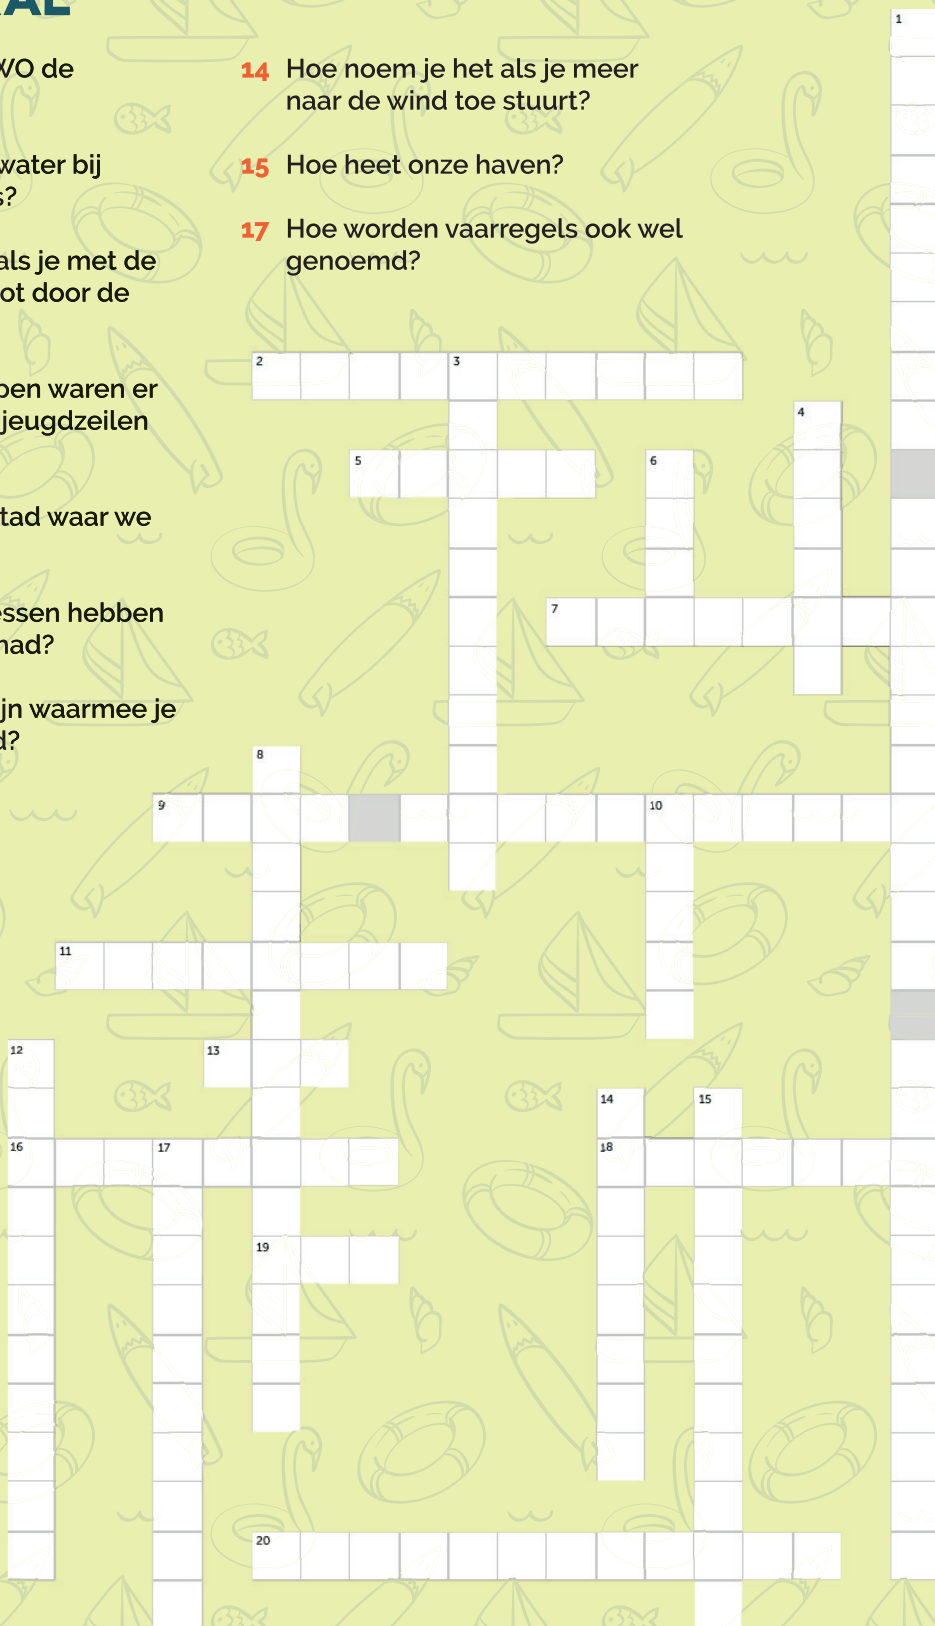 AL
WO de
water bij
s?
als je met de
ot door de
ben waren er
jeugdzeilen
tad waar we
essen hebben
had?
jn waarmee je
d?
14 Hoe noem je het als je meer
naar de wind toe stuurt?
15 Hoe heet onze haven?
17 Hoe worden vaarregels ook wel
genoemd?
1
2
3
4
5
6
7
8
9
10
11
12
13
14
15
16
17
18
19
20